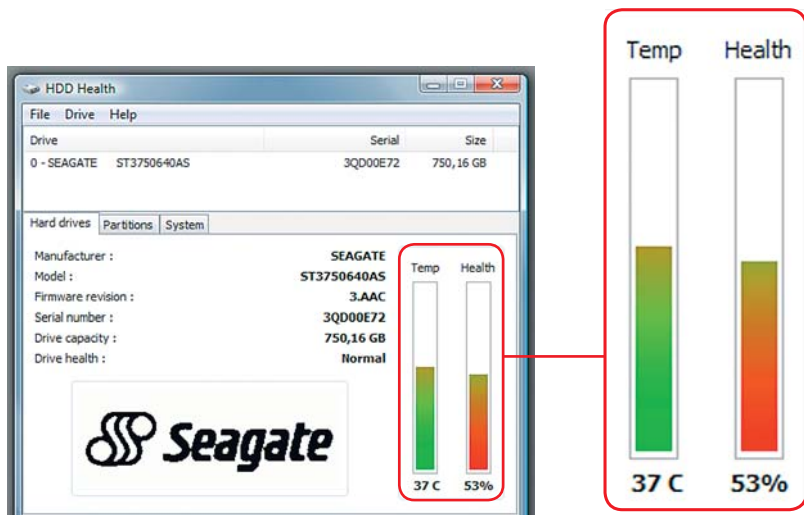 HDD Health
File Drive Help
Drive Serial Size
0 - SEAGATE ST3750640AS 3QD00E72 750,16 GB
Hard drives Partitions System
Manufacturer : SEAGATE
Model : ST3750640AS
Firmware revision : 3.AAC
Serial number : 3QD00E72
Drive capacity : 750,16 GB
Drive health : Normal
Seagate
Temp Health
37 C 53%
Temp Health
37 C 53%